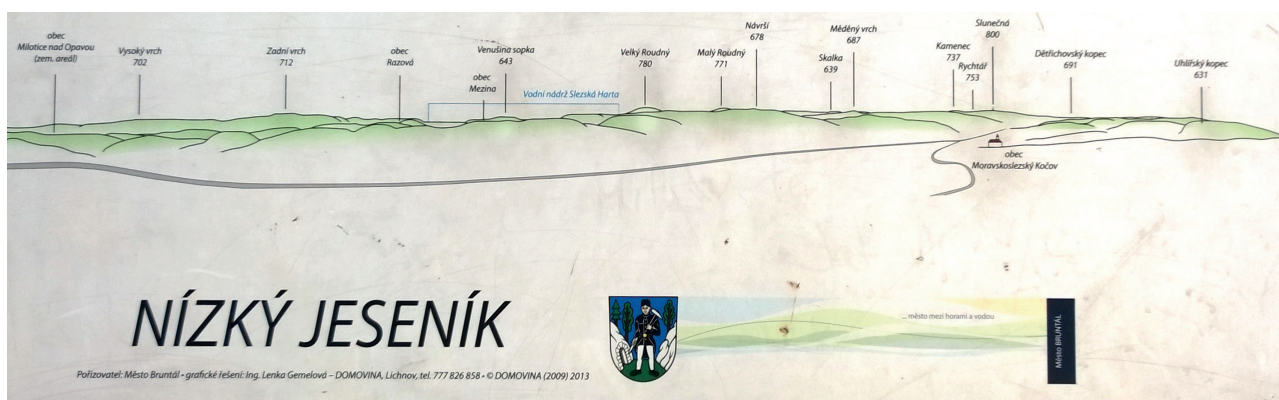 obec
Milotice nad Opavou
(zem. areál)
Vysoký vrch
702
Zadní vrch
712
obec
Razová
obec
Mezina
Venušina sopka
643
Vodní nádrž Slezská Harta
Velký Roudný
780
Malý Roudný
771
Návrší
678
Skalka
639
Měděný vrch
687
Kamenec
737
Rychtář
753
Slunečná
800
Dětřichovský kopec
691
Uhlířský kopec
631
obec
Moravskoslezský Kočov
NÍZKÝ JESENÍK
... město mezi horami a vodou
Město BRUNTÁL
Pořizovatel: Město Bruntál • grafické řešení: Ing. Lenka Gemelová – DOMOVINA, Lichnov, tel. 777 826 858 • © DOMOVINA (2009) 2013